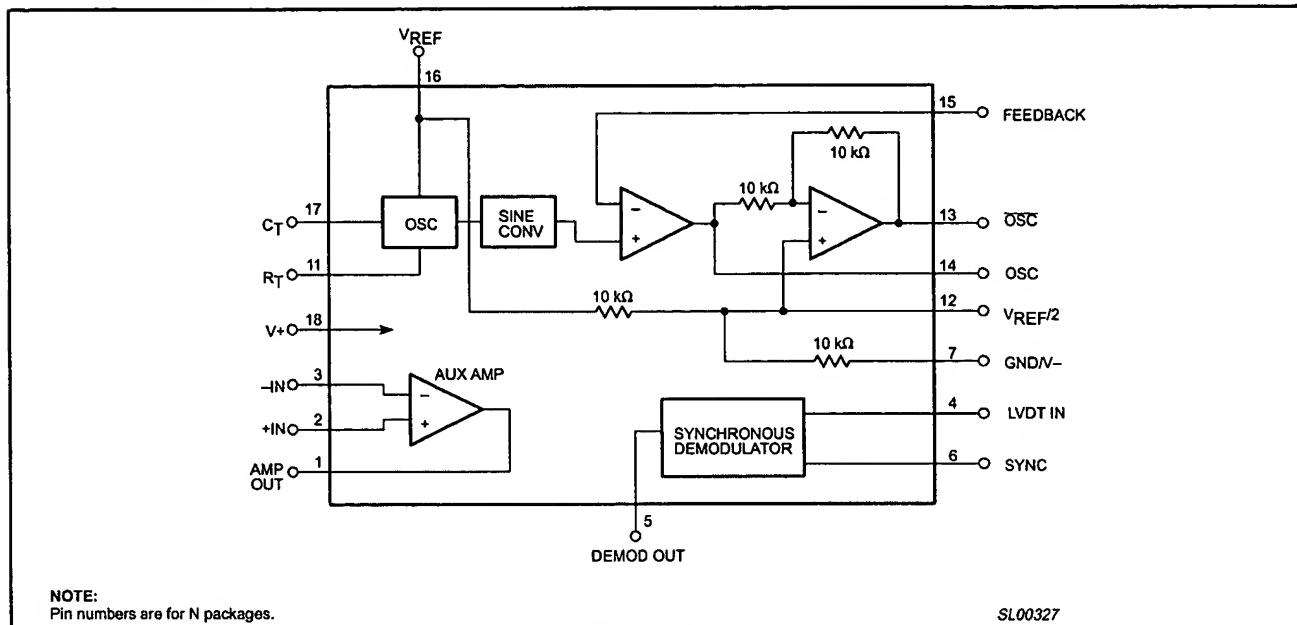 VREF
16
15
FEEDBACK
10 kΩ
10 kΩ
17
CT
OSC
SINE
CONV
−
+
−
+
13
OSC
11
RT
14
OSC
10 kΩ
12
VREF/2
18
V+
10 kΩ
7
GND/V–
3
–IN
AUX AMP
−
+
2
+IN
1
AMP
OUT
4
LVDT IN
SYNCHRONOUS
DEMODULATOR
6
SYNC
5
DEMOD OUT
NOTE:
Pin numbers are for N packages.
SL00327